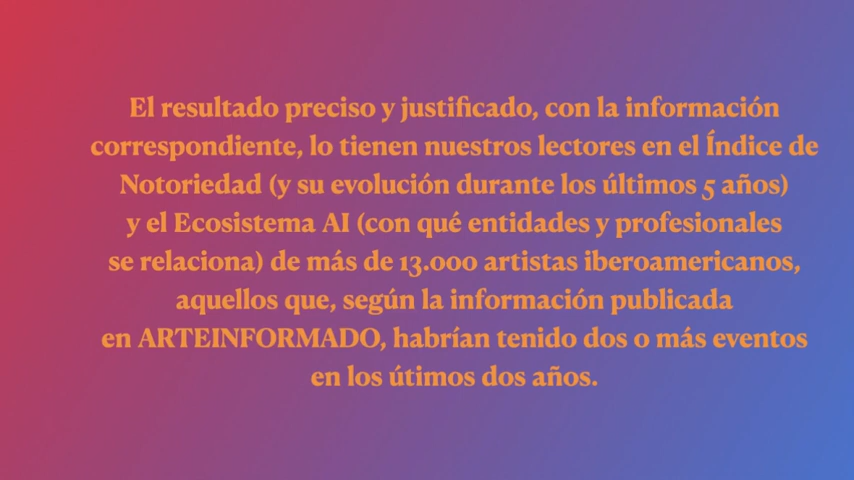 El resultado preciso y justificado, con la información
correspondiente, lo tienen nuestros lectores en el Índice de
Notoriedad (y su evolución durante los últimos 5 años)
y el Ecosistema AI (con qué entidades y profesionales
se relaciona) de más de 13.000 artistas iberoamericanos,
aquellos que, según la información publicada
en ARTEINFORMADO, habrían tenido dos o más eventos
en los útimos dos años.